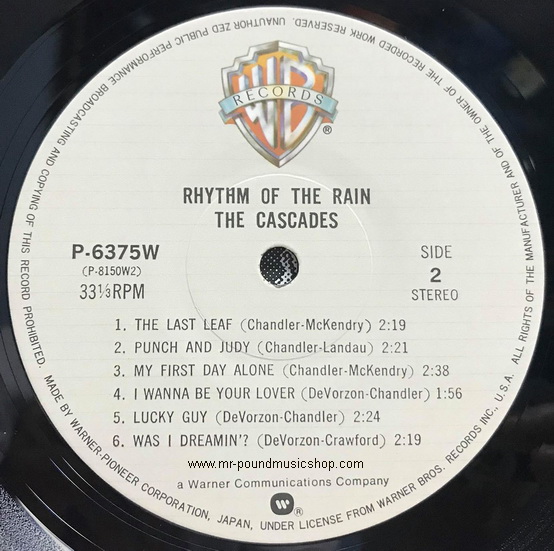 WB
RECORDS
®
RHYTHM OF THE RAIN
THE CASCADES
P-6375W
(P-8150W2)
33⅓RPM
SIDE
2
STEREO
1. THE LAST LEAF (Chandler-McKendry) 2:19
2. PUNCH AND JUDY (Chandler-Landau) 2:21
3. MY FIRST DAY ALONE (Chandler-McKendry) 2:38
4. I WANNA BE YOUR LOVER (DeVorzon-Chandler) 1:56
5. LUCKY GUY (DeVorzon-Chandler) 2:24
6. WAS I DREAMIN'? (DeVorzon-Crawford) 2:19
www.mr-poundmusicshop.com
a Warner Communications Company
®
MADE BY WARNER-PIONEER CORPORATION, JAPAN, UNDER LICENSE FROM WARNER BROS. RECORDS INC., U.S.A. ALL RIGHTS OF THE MANUFACTURER AND OF THE OWNER OF THE RECORDED WORK RESERVED. UNAUTHORIZED PUBLIC PERFORMANCE BROADCASTING AND COPYING OF THIS RECORD PROHIBITED.